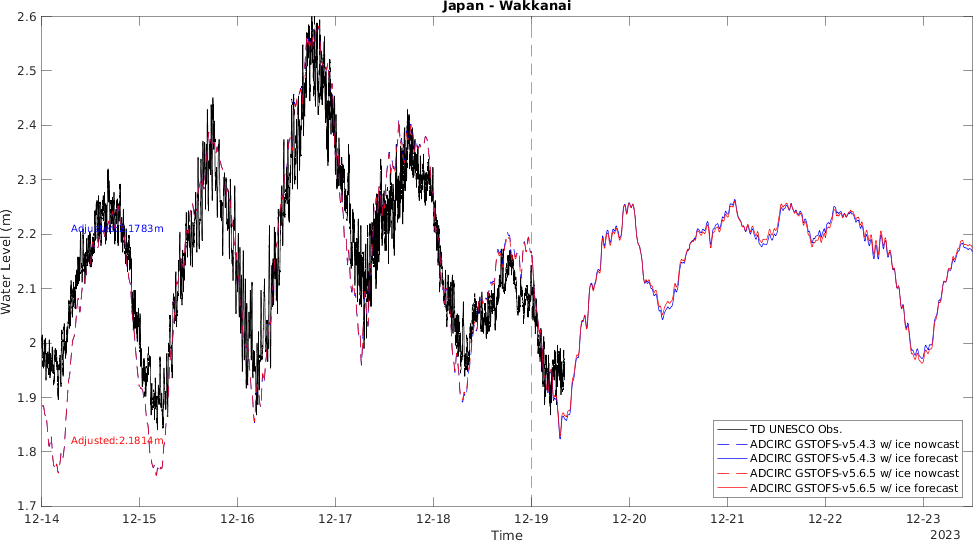 Japan - Wakkanai
Water Level (m)
2.6
2.5
2.4
2.3
2.2
2.1
2
1.9
1.8
1.7
1783m
Adjusted:2.1814m
TD UNESCO Obs.
ADCIRC GSTOFS-v5.4.3 w/ ice nowcast
ADCIRC GSTOFS-v5.4.3 w/ ice forecast
ADCIRC GSTOFS-v5.6.5 w/ ice nowcast
ADCIRC GSTOFS-v5.6.5 w/ ice forecast
12-14 12-15 12-16 12-17 12-18 12-19 12-20 12-21 12-22 12-23
Time
2023